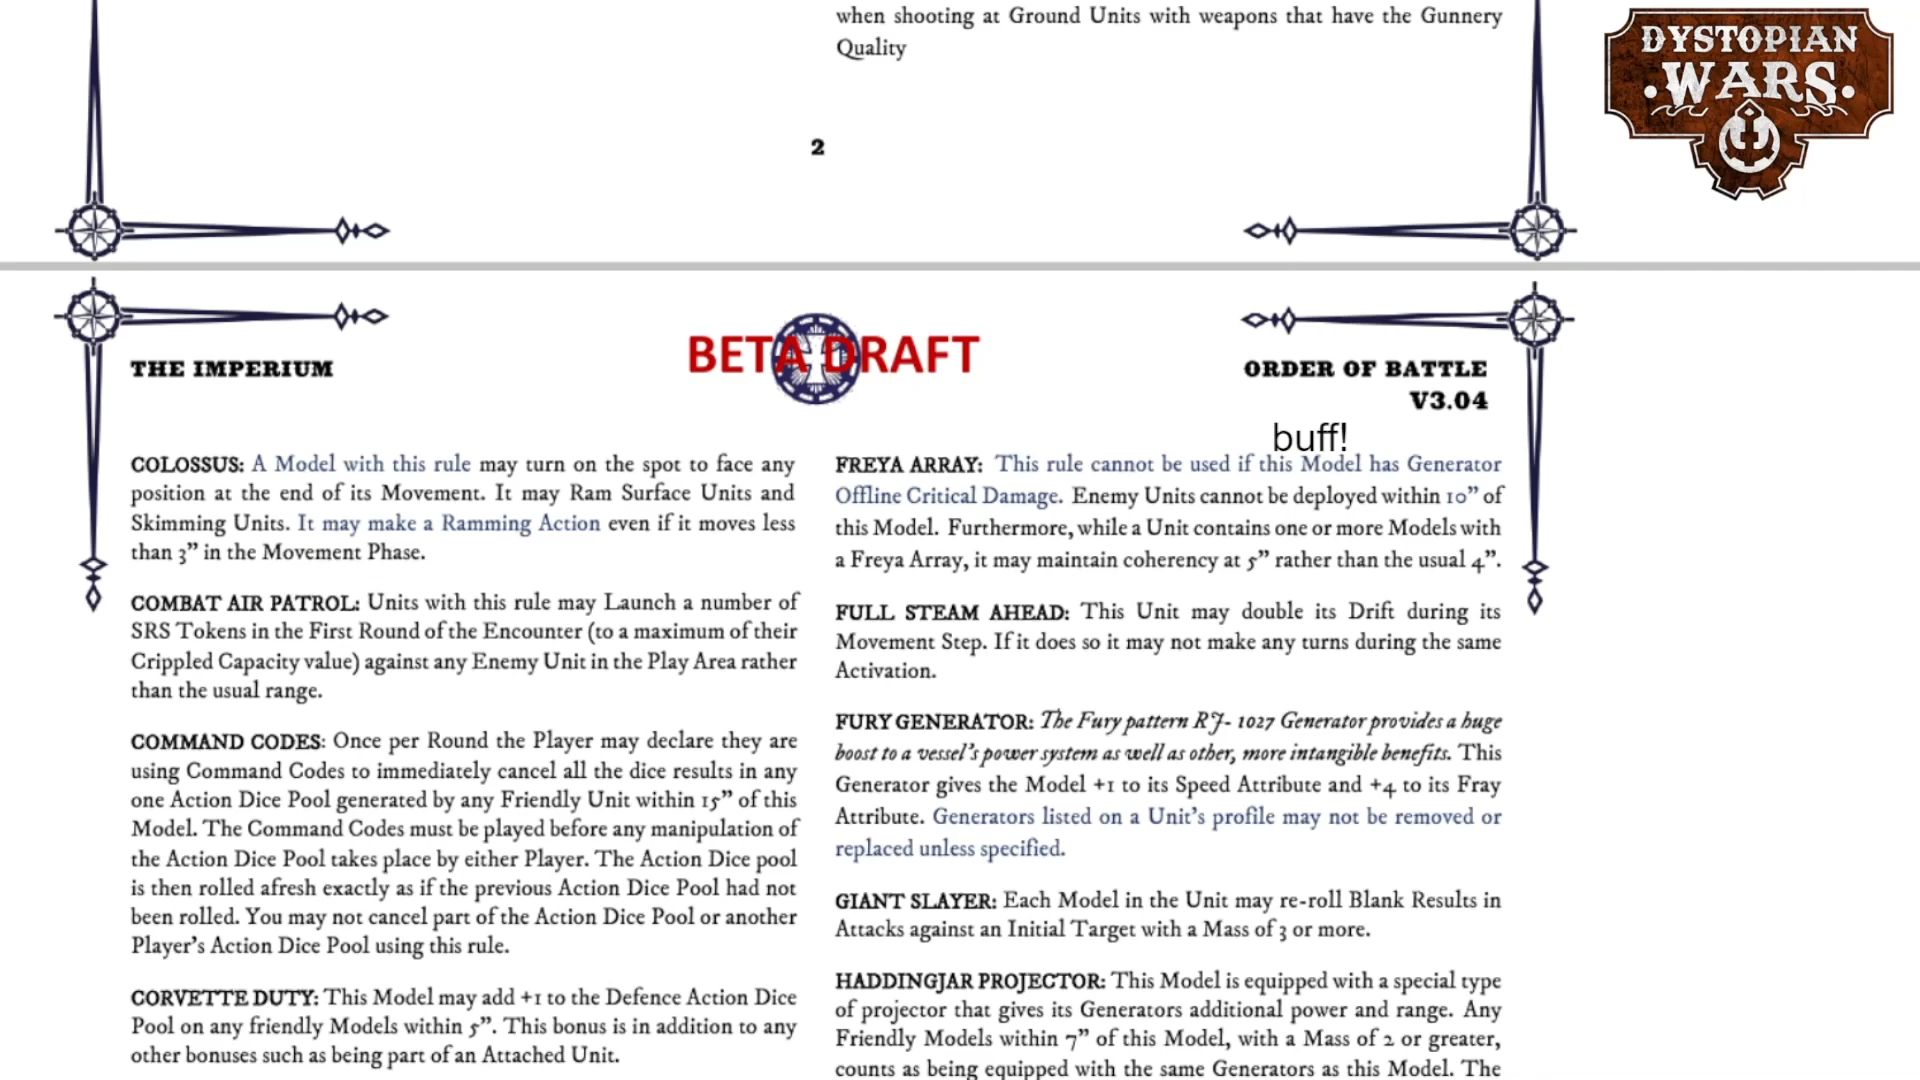 when shooting at Ground Units with weapons that have the Gunnery
Quality
DYSTOPIAN
WARS
2
THE IMPERIUM
BETA DRAFT
ORDER OF BATTLE
V3.04
buff!
COLOSSUS: A Model with this rule may turn on the spot to face any
position at the end of its Movement. It may Ram Surface Units and
Skimming Units. It may make a Ramming Action even if it moves less
than 3” in the Movement Phase.
COMBAT AIR PATROL: Units with this rule may Launch a number of
SRS Tokens in the First Round of the Encounter (to a maximum of their
Crippled Capacity value) against any Enemy Unit in the Play Area rather
than the usual range.
COMMAND CODES: Once per Round the Player may declare they are
using Command Codes to immediately cancel all the dice results in any
one Action Dice Pool generated by any Friendly Unit within 15” of this
Model. The Command Codes must be played before any manipulation of
the Action Dice Pool takes place by either Player. The Action Dice pool
is then rolled afresh exactly as if the previous Action Dice Pool had not
been rolled. You may not cancel part of the Action Dice Pool or another
Player’s Action Dice Pool using this rule.
CORVETTE DUTY: This Model may add +1 to the Defence Action Dice
Pool on any friendly Models within 5”. This bonus is in addition to any
other bonuses such as being part of an Attached Unit.
FREYA ARRAY: This rule cannot be used if this Model has Generator
Offline Critical Damage. Enemy Units cannot be deployed within 10” of
this Model. Furthermore, while a Unit contains one or more Models with
a Freya Array, it may maintain coherency at 5” rather than the usual 4”.
FULL STEAM AHEAD: This Unit may double its Drift during its
Movement Step. If it does so it may not make any turns during the same
Activation.
FURY GENERATOR: The Fury pattern RJ- 1027 Generator provides a huge
boost to a vessel’s power system as well as other, more intangible benefits. This
Generator gives the Model +1 to its Speed Attribute and +4 to its Fray
Attribute. Generators listed on a Unit’s profile may not be removed or
replaced unless specified.
GIANT SLAYER: Each Model in the Unit may re-roll Blank Results in
Attacks against an Initial Target with a Mass of 3 or more.
HADDINGJAR PROJECTOR: This Model is equipped with a special type
of projector that gives its Generators additional power and range. Any
Friendly Models within 7” of this Model, with a Mass of 2 or greater,
counts as being equipped with the same Generators as this Model. The